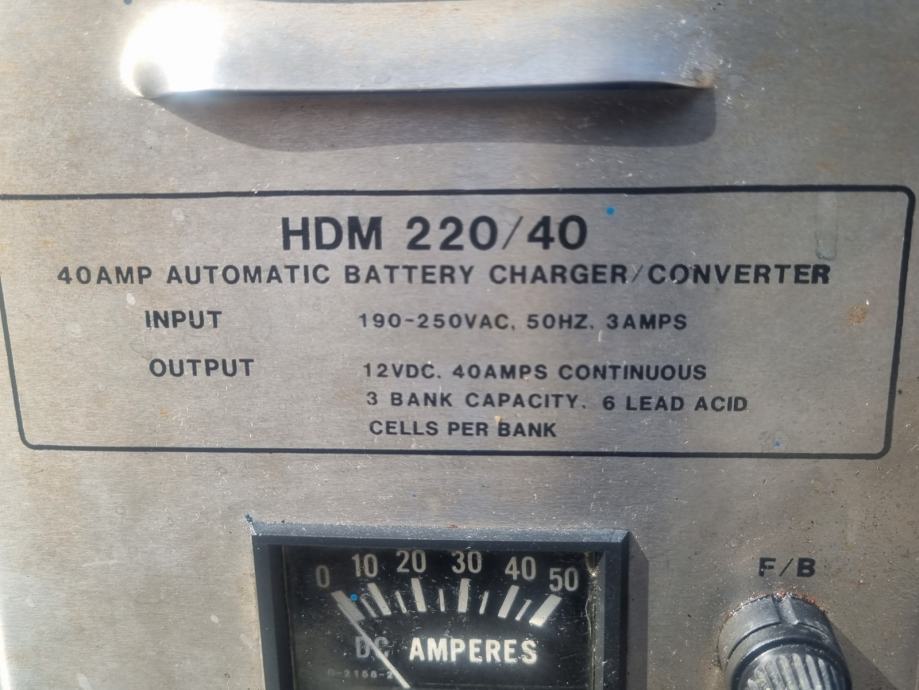 HDM 220/40
40AMP AUTOMATIC BATTERY CHARGER/CONVERTER
INPUT 190-250VAC, 50HZ, 3AMPS
OUTPUT 12VDC, 40AMPS CONTINUOUS
3 BANK CAPACITY, 6 LEAD ACID
CELLS PER BANK
F/B
0 10 20 30 40 50
DC AMPERES